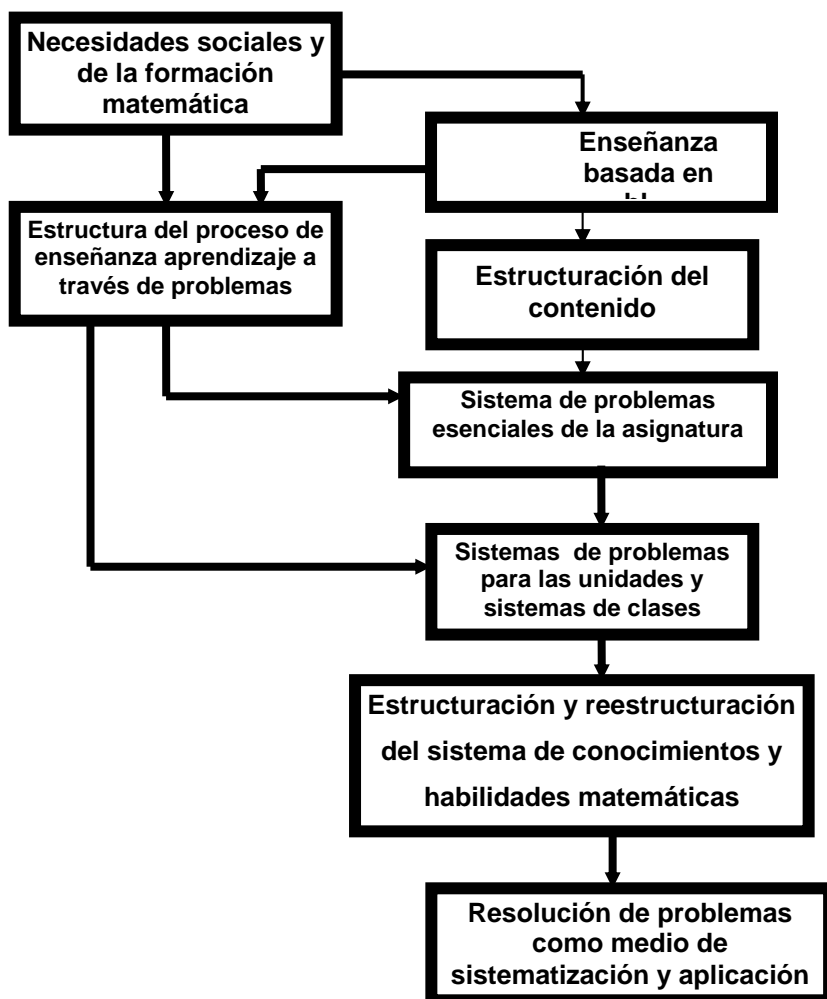 Necesidades sociales y
de la formación
matemática
Enseñanza
basada en
Estructura del proceso de
enseñanza aprendizaje a
través de problemas
Estructuración del
contenido
Sistema de problemas
esenciales de la asignatura
Sistemas de problemas
para las unidades y
sistemas de clases
Estructuración y reestructuración
del sistema de conocimientos y
habilidades matemáticas
Resolución de problemas
como medio de
sistematización y aplicación